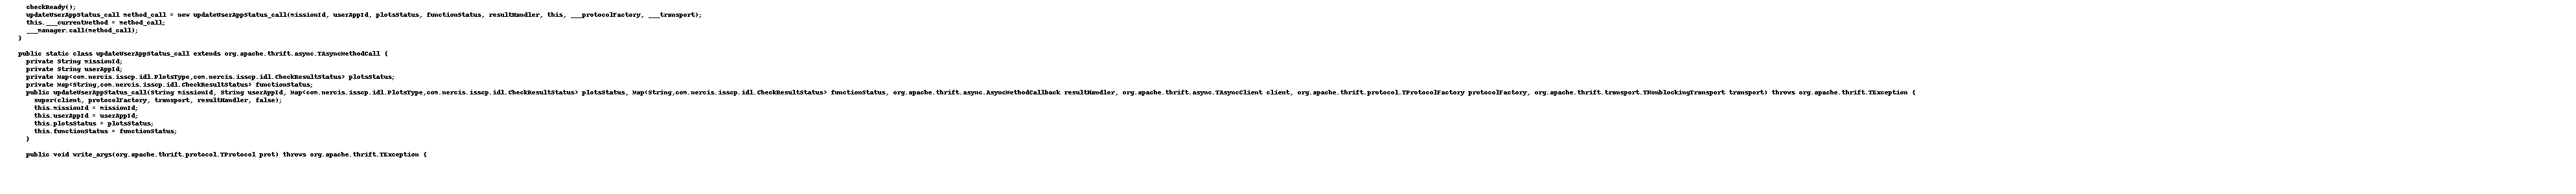 checkReady();
updateUserAppStatus_call method_call = new updateUserAppStatus_call(missionId, userAppId, plotsStatus, functionStatus, resultHandler, this, ___protocolFactory, ___transport);
this.___currentMethod = method_call;
___manager.call(method_call);
}

public static class updateUserAppStatus_call extends org.apache.thrift.async.TAsyncMethodCall {
private String missionId;
private String userAppId;
private Map<com.nercis.isscp.idl.PlotsType,com.nercis.isscp.idl.CheckResultStatus> plotsStatus;
private Map<String,com.nercis.isscp.idl.CheckResultStatus> functionStatus;
public updateUserAppStatus_call(String missionId, String userAppId, Map<com.nercis.isscp.idl.PlotsType,com.nercis.isscp.idl.CheckResultStatus> plotsStatus, Map<String,com.nercis.isscp.idl.CheckResultStatus> functionStatus, org.apache.thrift.async.AsyncMethodCallback resultHandler, org.apache.thrift.async.TAsyncClient client, org.apache.thrift.protocol.TProtocolFactory protocolFactory, org.apache.thrift.transport.TNonblockingTransport transport) throws org.apache.thrift.TException {
super(client, protocolFactory, transport, resultHandler, false);
this.missionId = missionId;
this.userAppId = userAppId;
this.plotsStatus = plotsStatus;
this.functionStatus = functionStatus;
}

public void write_args(org.apache.thrift.protocol.TProtocol prot) throws org.apache.thrift.TException {